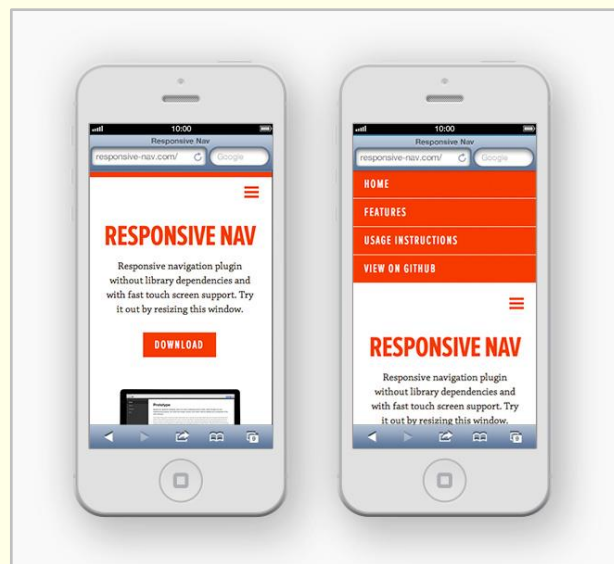 10:00
Responsive Nav
responsive-nav.com/ Google
RESPONSIVE NAV
Responsive navigation plugin
without library dependencies and
with fast touch screen support. Try
it out by resizing this window.
DOWNLOAD
Prototype
10:00
Responsive Nav
responsive-nav.com/ Google
HOME
FEATURES
USAGE INSTRUCTIONS
VIEW ON GITHUB
RESPONSIVE NAV
Responsive navigation plugin
without library dependencies and
with fast touch screen support. Try
it out by resizing this window.